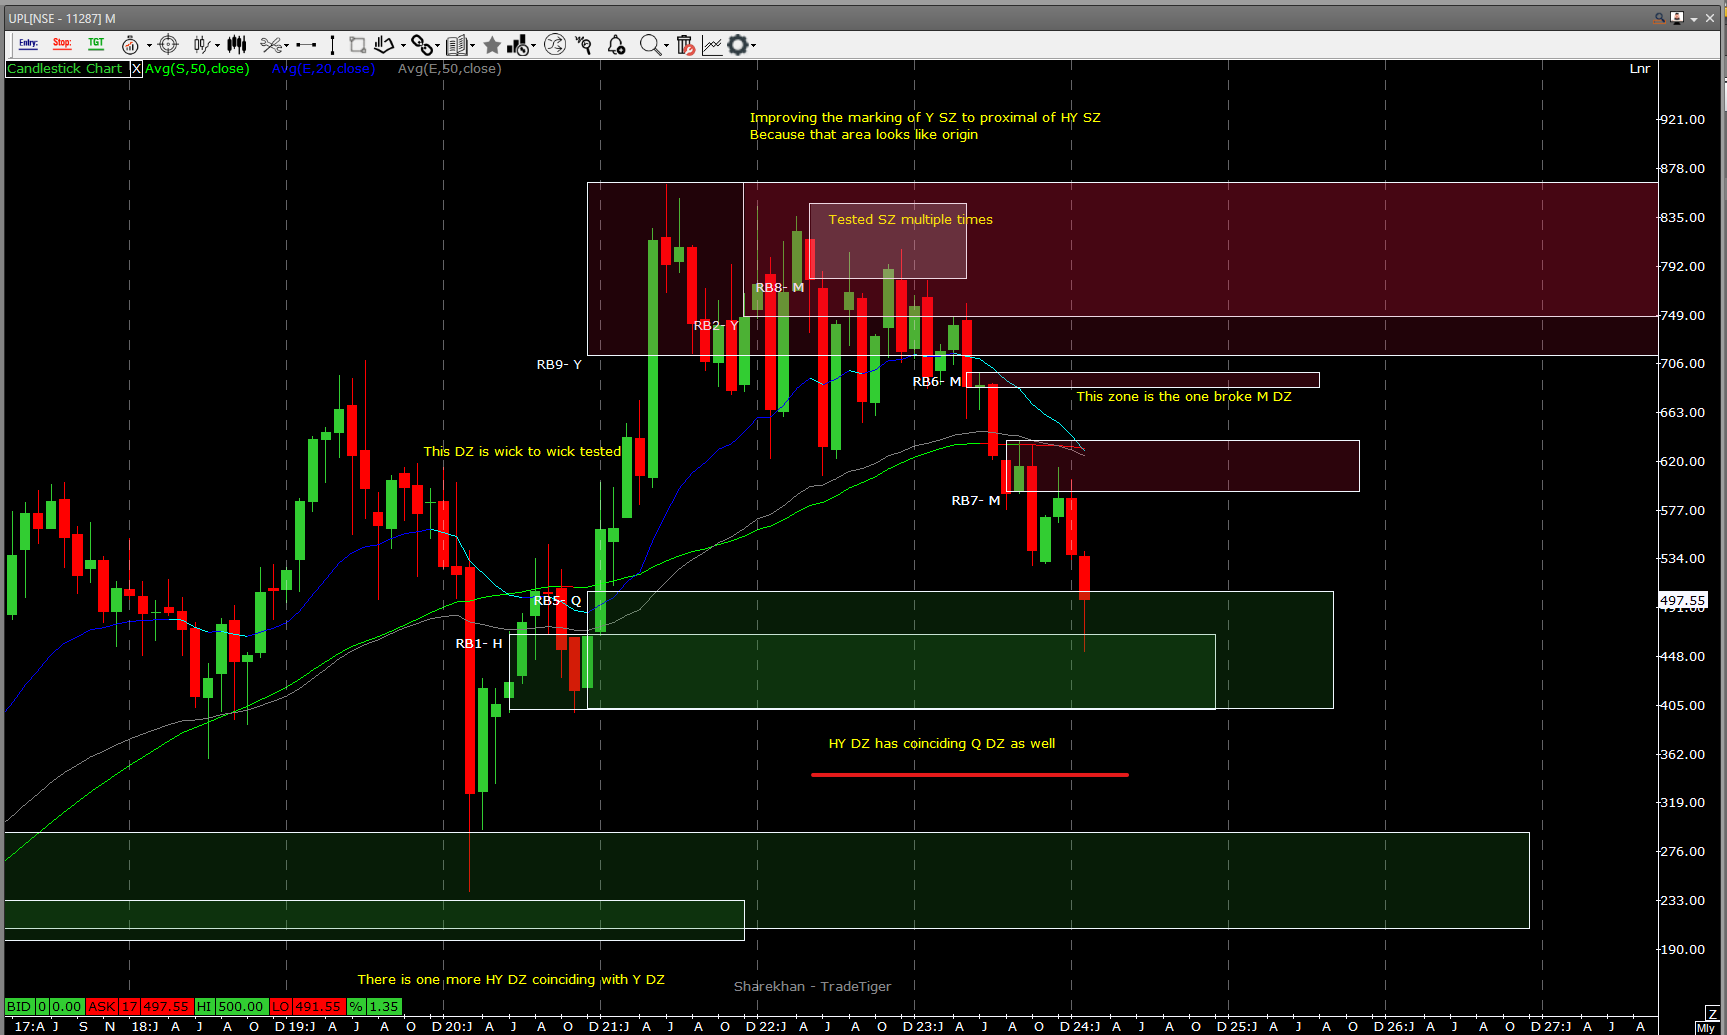 UPL[NSE - 11287] M
Entry: Stop: TGT
Candlestick Chart X Avg(S,50,close) Avg(E,20,close) Avg(E,50,close)
Lnr
Improving the marking of Y SZ to proximal of HY SZ
Because that area looks like origin
921.00
878.00
835.00
Tested SZ multiple times
792.00
RB8- M
749.00
RB2- Y
706.00
RB9- Y
RB6- M
This zone is the one broke M DZ
663.00
This DZ is wick to wick tested
620.00
RB7- M
577.00
534.00
RB5- Q
497.55
491.00
RB1- H
448.00
405.00
HY DZ has coinciding Q DZ as well
362.00
319.00
276.00
233.00
190.00
There is one more HY DZ coinciding with Y DZ
Sharekhan - TradeTiger
BID 0 0.00 ASK 17 497.55 HI 500.00 LO 491.55 % 1.35
Z
17:A J S N 18:J A J A O D 19:J A J A O D 20:J A J A O D 21:J A J A O D 22:J A J A O D 23:J A J A O D 24:J A J A O D 25:J A J A O D 26:J A J A O D 27:J A J A
Mly